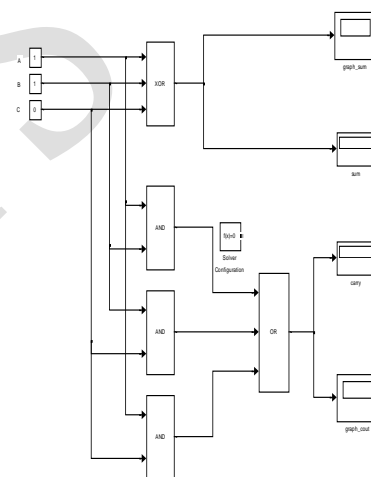 graph_sum
A 1
XOR
B 1
C 0
sum
AND
f(x)=0
Solver
Configuration
carry
AND
OR
graph_cout
AND